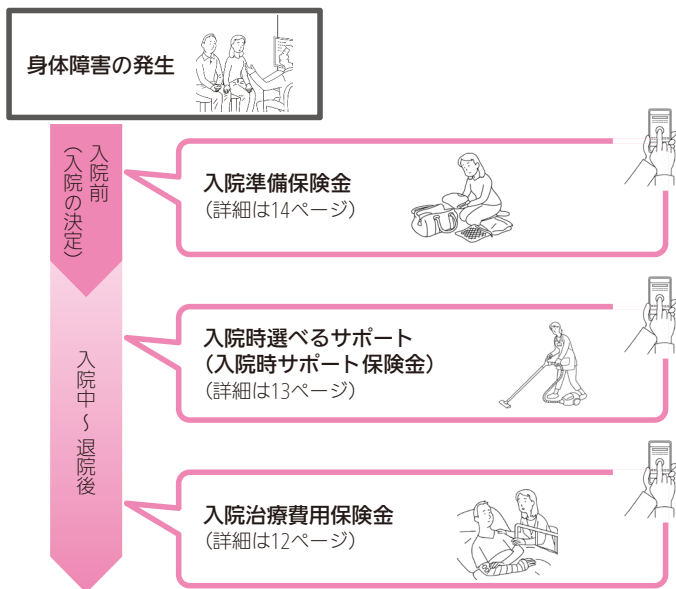 身体障害の発生
入院前
（入院の決定）
入院準備保険金
（詳細は14ページ）
入院時選べるサポート
（入院時サポート保険金）
（詳細は13ページ）
入院中～退院後
入院治療費用保険金
（詳細は12ページ）